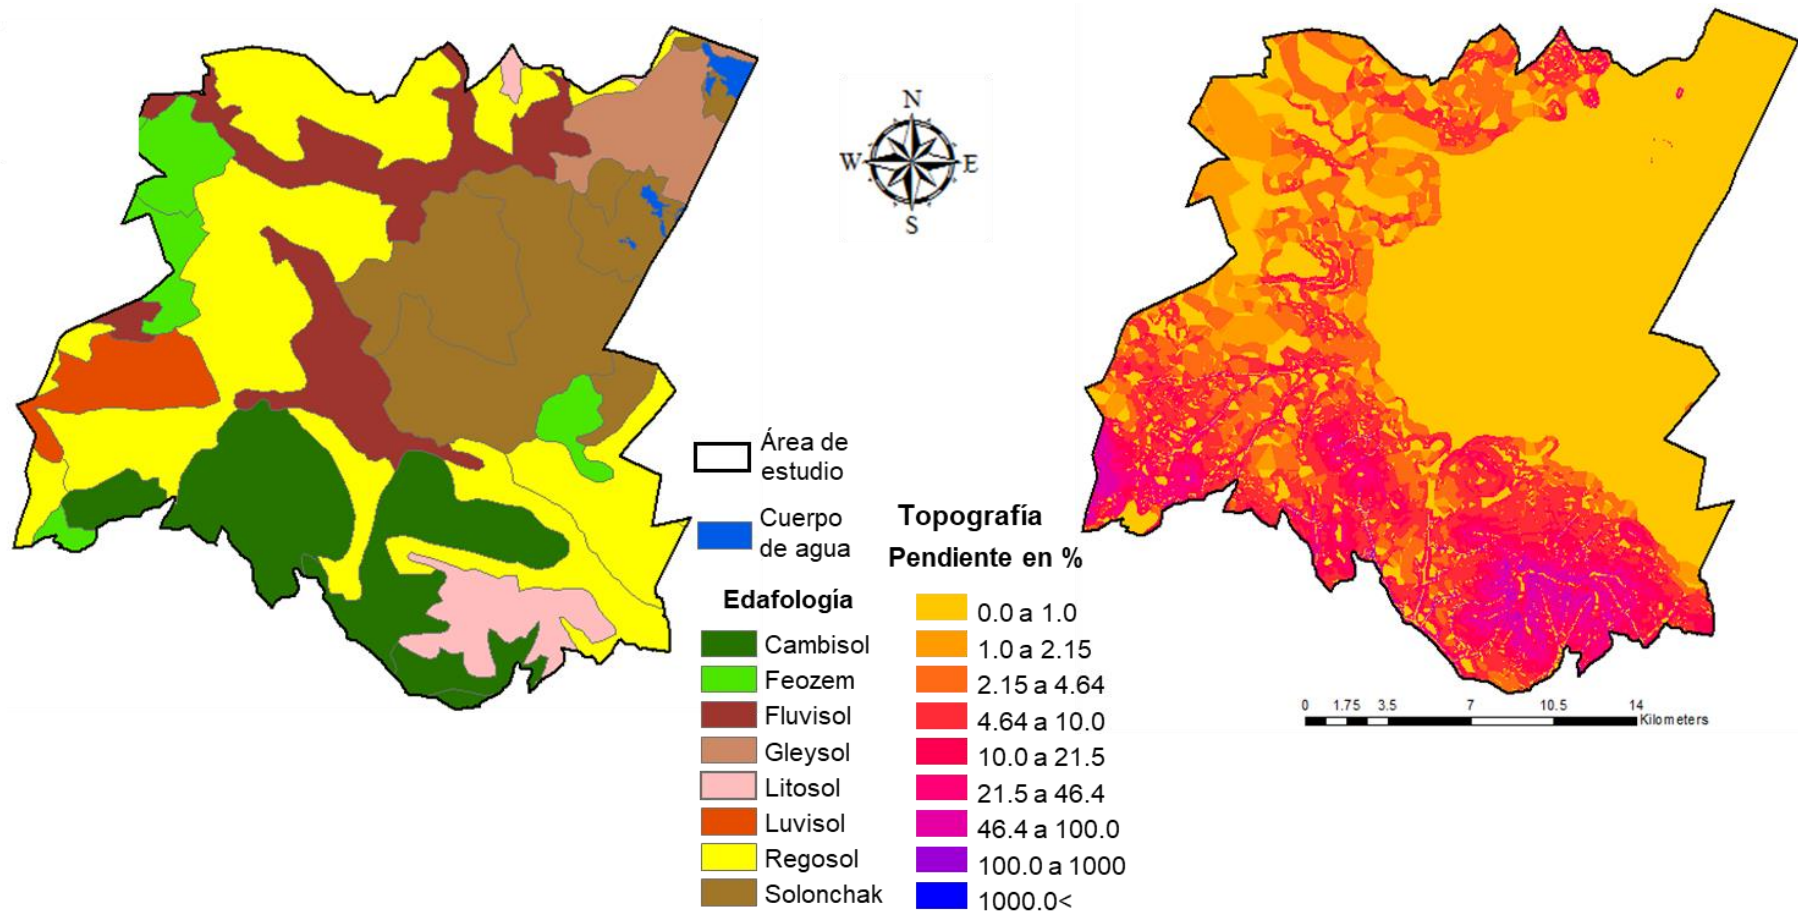 N
W
E
S
Área de
estudio
Cuerpo
de agua
Edafología
Cambisol
Feozem
Fluvisol
Gleysol
Litosol
Luvisol
Regosol
Solonchak
Topografía
Pendiente en %
0.0 a 1.0
1.0 a 2.15
2.15 a 4.64
4.64 a 10.0
10.0 a 21.5
21.5 a 46.4
46.4 a 100.0
100.0 a 1000
1000.0<
0 1.75 3.5 7 10.5 14
Kilometers